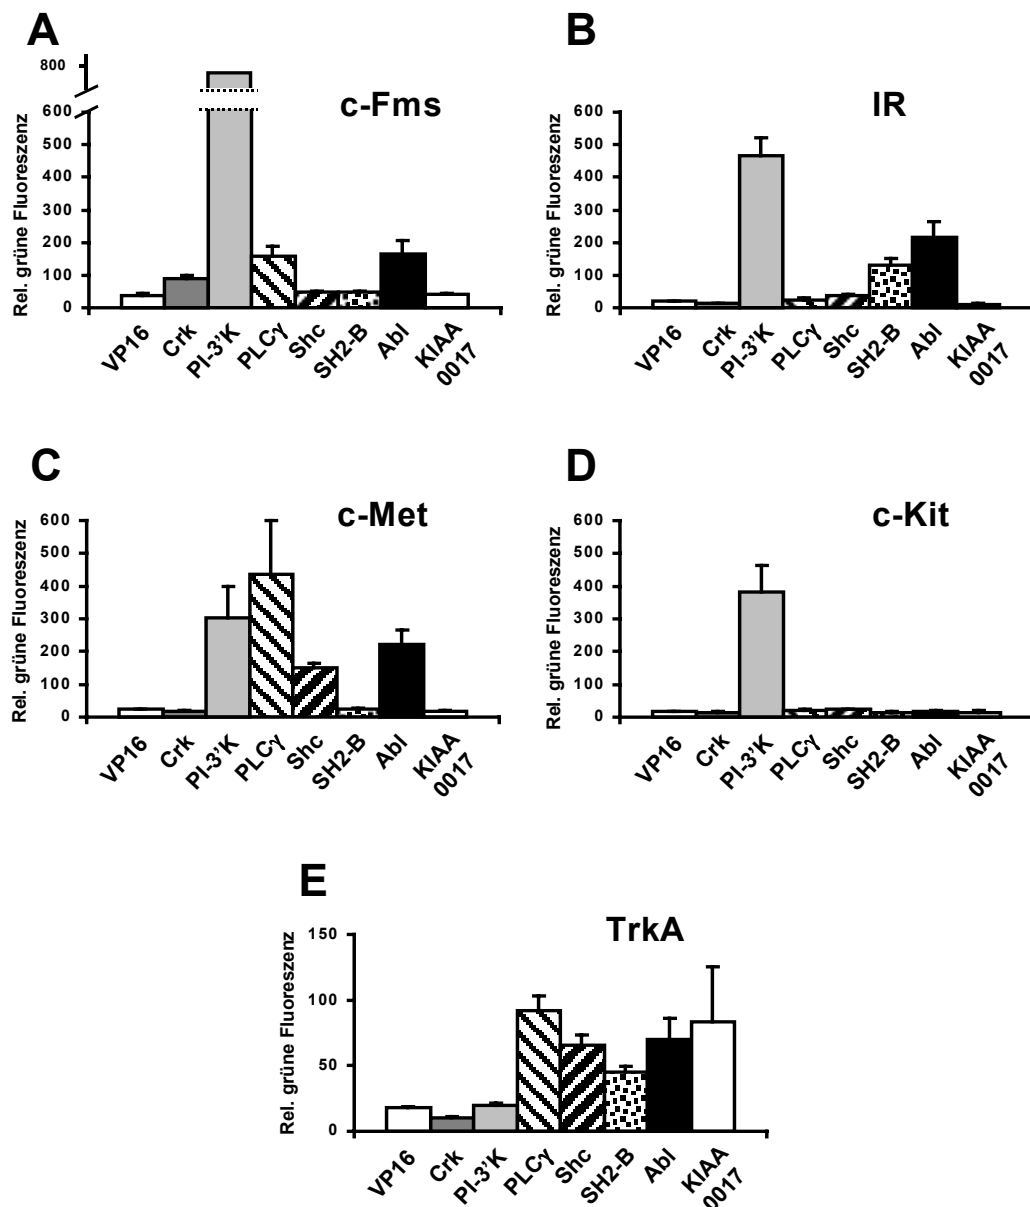 A
c-Fms
Rel. grüne Fluoreszenz
800
600
500
400
300
200
100
0
VP16
Crk
PI-3'K
PLCγ
Shc
SH2-B
Abl
KIAA
0017
B
IR
Rel. grüne Fluoreszenz
600
500
400
300
200
100
0
VP16
Crk
PI-3'K
PLCγ
Shc
SH2-B
Abl
KIAA
0017
C
c-Met
Rel. grüne Fluoreszenz
600
500
400
300
200
100
0
VP16
Crk
PI-3'K
PLCγ
Shc
SH2-B
Abl
KIAA
0017
D
c-Kit
Rel. grüne Fluoreszenz
600
500
400
300
200
100
0
VP16
Crk
PI-3'K
PLCγ
Shc
SH2-B
Abl
KIAA
0017
E
TrkA
Rel. grüne Fluoreszenz
150
100
50
0
VP16
Crk
PI-3'K
PLCγ
Shc
SH2-B
Abl
KIAA
0017